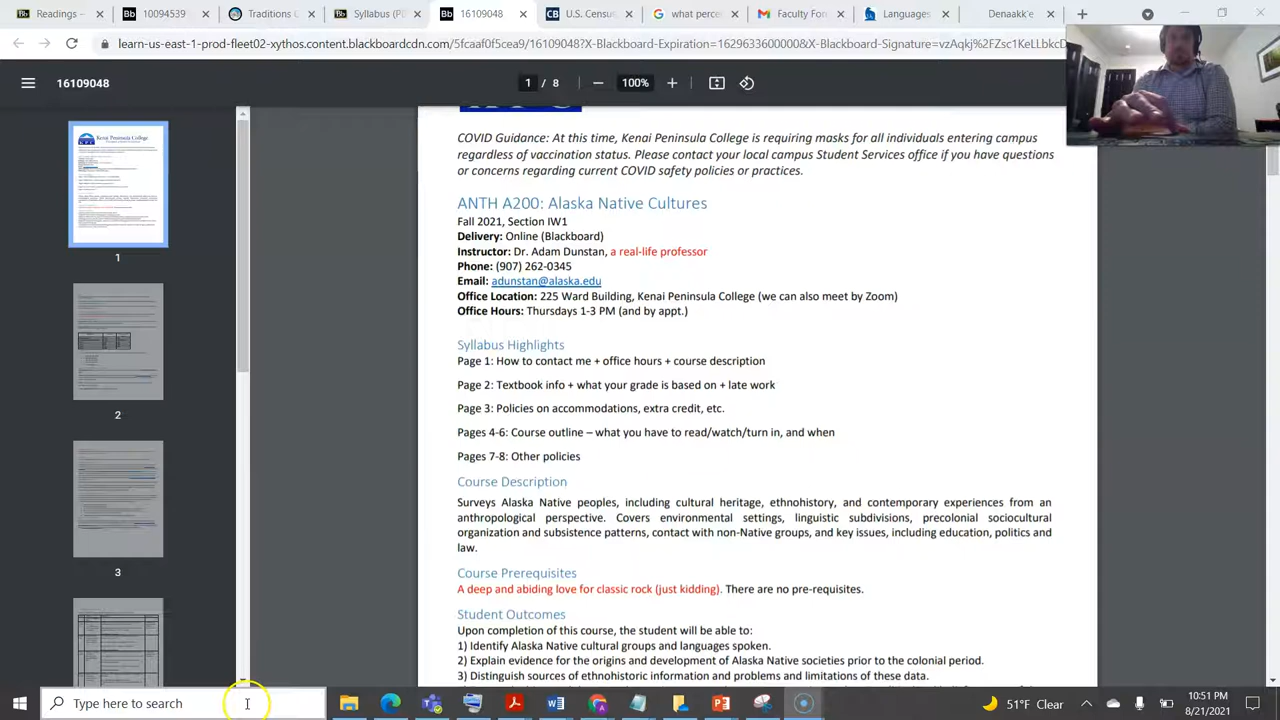 Readings –
10094539
Traditions
Syllabus (P
16109048
U.S. Censu
what perce
Faculty For
Languages
Denaakk'e
learn-us-east-1-prod-fleet02-xythos.content.blackboardcdn.com
16109048
1 / 8
100%
COVID Guidance: At this time, Kenai Peninsula College is requiring masks for all individuals entering campus
regardless of vaccination status. Please contact your local campus Student Services office if you have questions
or concerns regarding current COVID safety policies or practices.
ANTH A200: Alaska Native Cultures
Fall 2021, Section IW1
Delivery: Online (Blackboard)
Instructor: Dr. Adam Dunstan, a real-life professor
Phone: (907) 262-0345
Email: adunstan@alaska.edu
Office Location: 225 Ward Building, Kenai Peninsula College (we can also meet by Zoom)
Office Hours: Thursdays 1-3 PM (and by appt.)
Syllabus Highlights
Page 1: How to contact me + office hours + course description
Page 2: Textbook info + what your grade is based on + late work
Page 3: Policies on accommodations, extra credit, etc.
Pages 4-6: Course outline – what you have to read/watch/turn in, and when
Pages 7-8: Other policies
Course Description
Surveys Alaska Native peoples, including cultural heritage, ethnohistory, and contemporary experiences from an
anthropological perspective. Covers environmental settings, linguistic subdivisions, precolonial sociocultural
organization and subsistence patterns, contact with non-Native groups, and key issues, including education, politics and
law.
Course Prerequisites
A deep and abiding love for classic rock (just kidding). There are no pre-requisites.
Student Outcomes
Upon completion of this course, the student will be able to:
1) Identify Alaska Native cultural groups and languages spoken.
2) Explain evidence for the origins and development of Alaska Native societies prior to the colonial period.
3) Distinguish sources of ethnohistoric information and problems and limitations of these data.
Kenai Peninsula College
1
2
3
Type here to search
51°F Clear
10:51 PM
8/21/2021